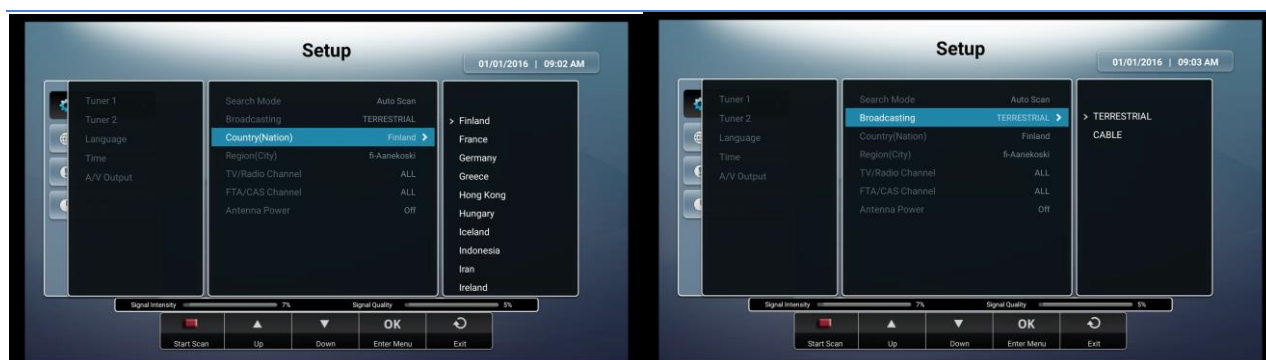 Setup
01/01/2016 | 09:02 AM
Tuner 1
Tuner 2
Language
Time
A/V Output
Search Mode Auto Scan
Broadcasting TERRESTRIAL
Country(Nation) Finland >
Region(City) fi-Aanekoski
TV/Radio Channel ALL
FTA/CAS Channel ALL
Antenna Power Off
> Finland
France
Germany
Greece
Hong Kong
Hungary
Iceland
Indonesia
Iran
Ireland
Signal Intensity 7% Signal Quality 5%
OK
Start Scan Up Down Enter Menu Exit
Setup
01/01/2016 | 09:03 AM
Tuner 1
Tuner 2
Language
Time
A/V Output
Search Mode Auto Scan
Broadcasting TERRESTRIAL >
Country(Nation) Finland
Region(City) fi-Aanekoski
TV/Radio Channel ALL
FTA/CAS Channel ALL
Antenna Power Off
> TERRESTRIAL
CABLE
Signal Intensity 7% Signal Quality 5%
OK
Start Scan Up Down Enter Menu Exit